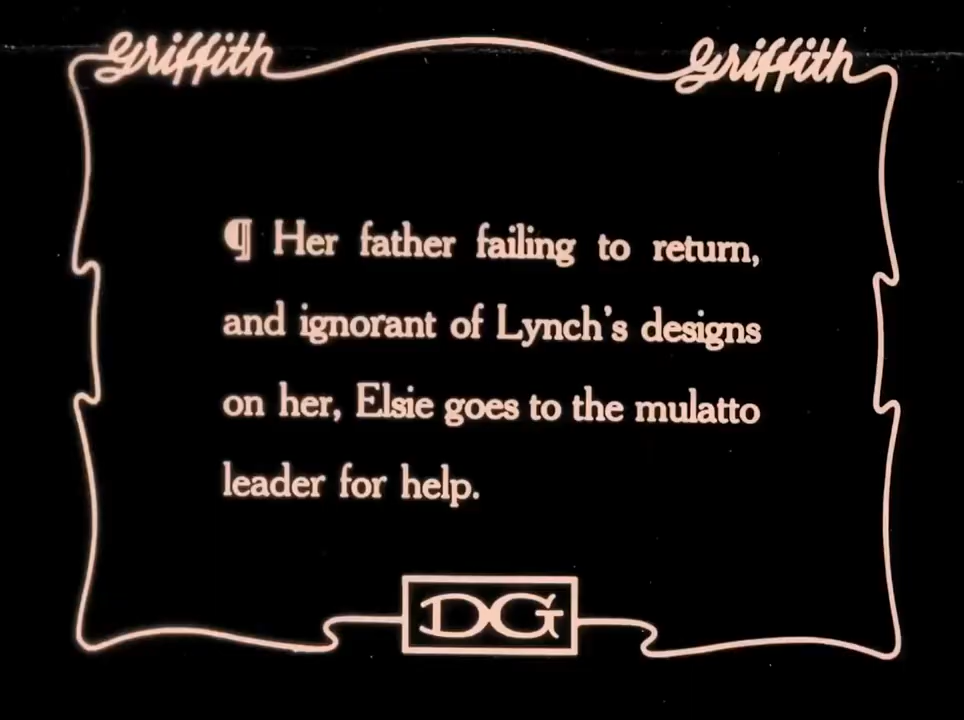 Griffith Griffith
¶ Her father failing to return,
and ignorant of Lynch's designs
on her, Elsie goes to the mulatto
leader for help.
DG